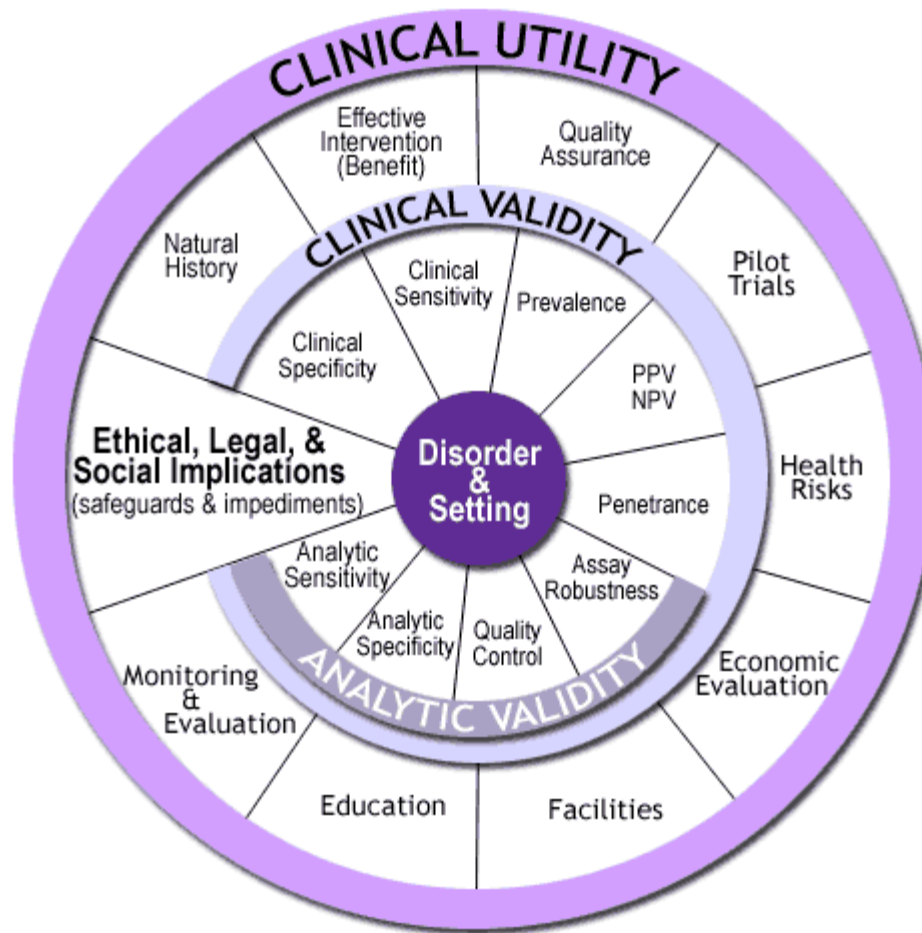 CLINICAL UTILITY
Effective
Intervention
(Benefit)
Quality
Assurance
Natural
History
Pilot
Trials
CLINICAL VALIDITY
Clinical
Sensitivity
Prevalence
Clinical
Specificity
PPV
NPV
Ethical, Legal, &
Social Implications
(safeguards & impediments)
Disorder
&
Setting
Health
Risks
Penetrance
Analytic
Sensitivity
Assay
Robustness
Analytic
Specificity
Quality
Control
ANALYTIC VALIDITY
Monitoring
&
Evaluation
Economic
Evaluation
Education
Facilities